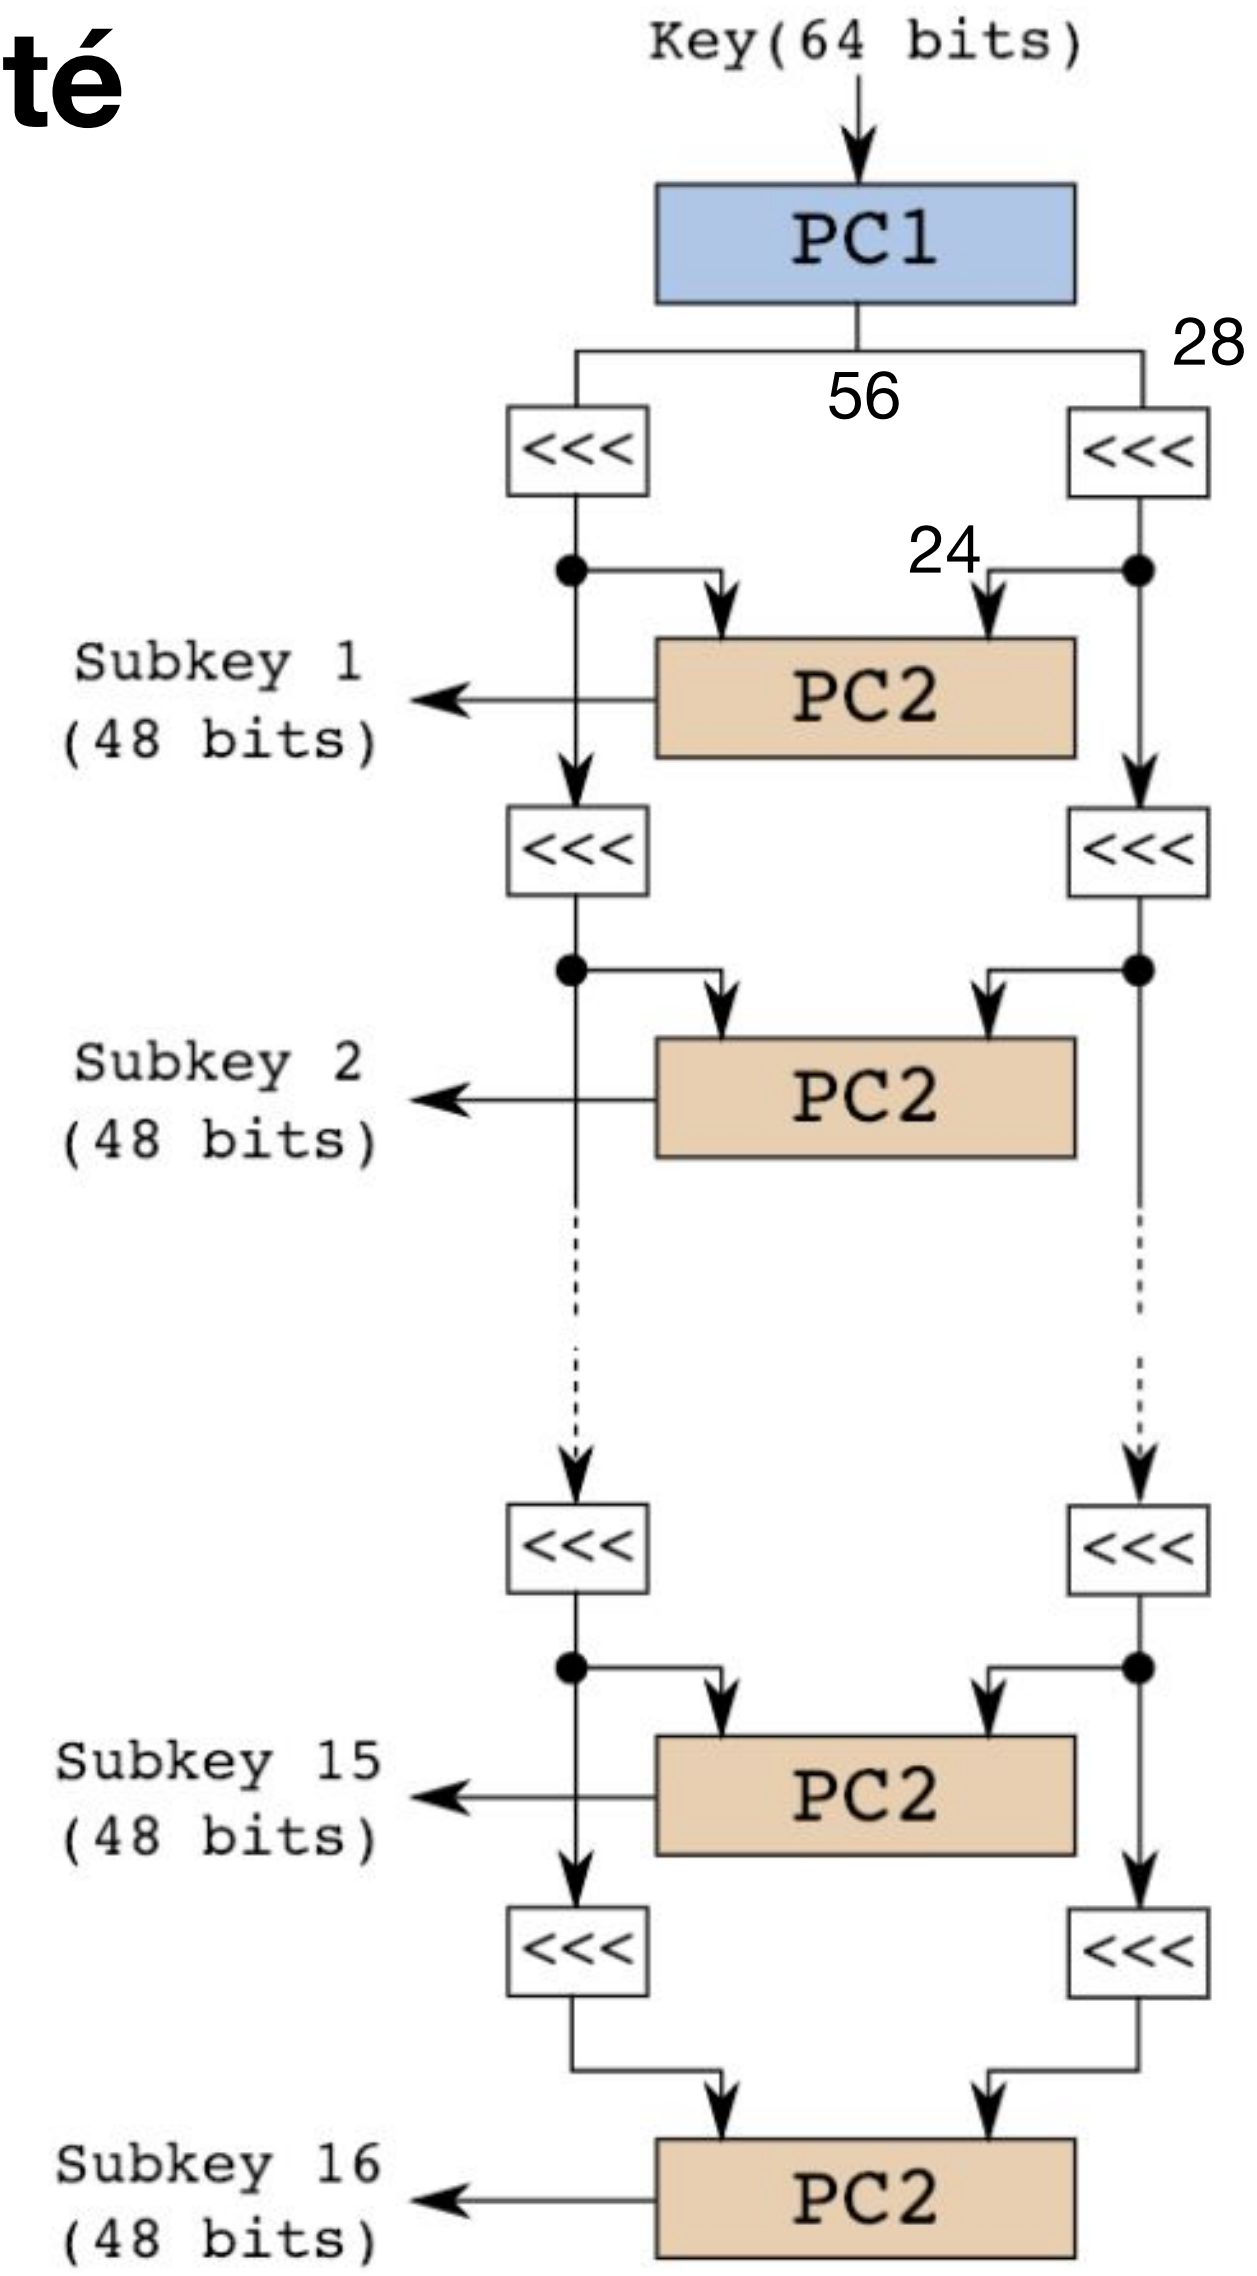 té
Key(64 bits)
PC1
28
56
<<<
<<<
24
Subkey 1
(48 bits)
PC2
<<<
<<<
Subkey 2
(48 bits)
PC2
<<<
<<<
Subkey 15
(48 bits)
PC2
<<<
<<<
Subkey 16
(48 bits)
PC2